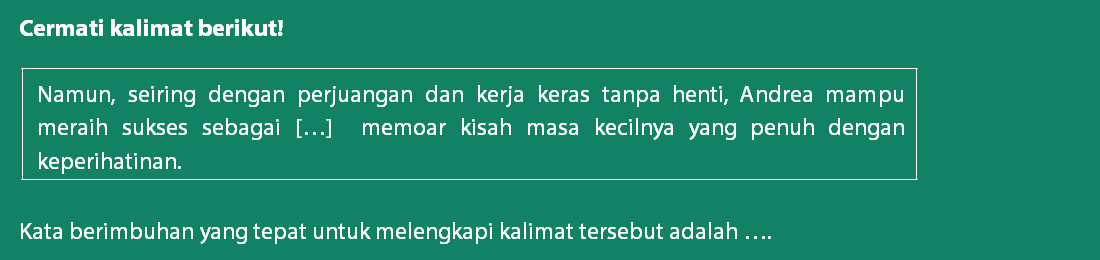 Cermati kalimat berikut!
Namun, seiring dengan perjuangan dan kerja keras tanpa henti, Andrea mampu
meraih sukses sebagai [...] memoar kisah masa kecilnya yang penuh dengan
keperihatinan.
Kata berimbuhan yang tepat untuk melengkapi kalimat tersebut adalah ....